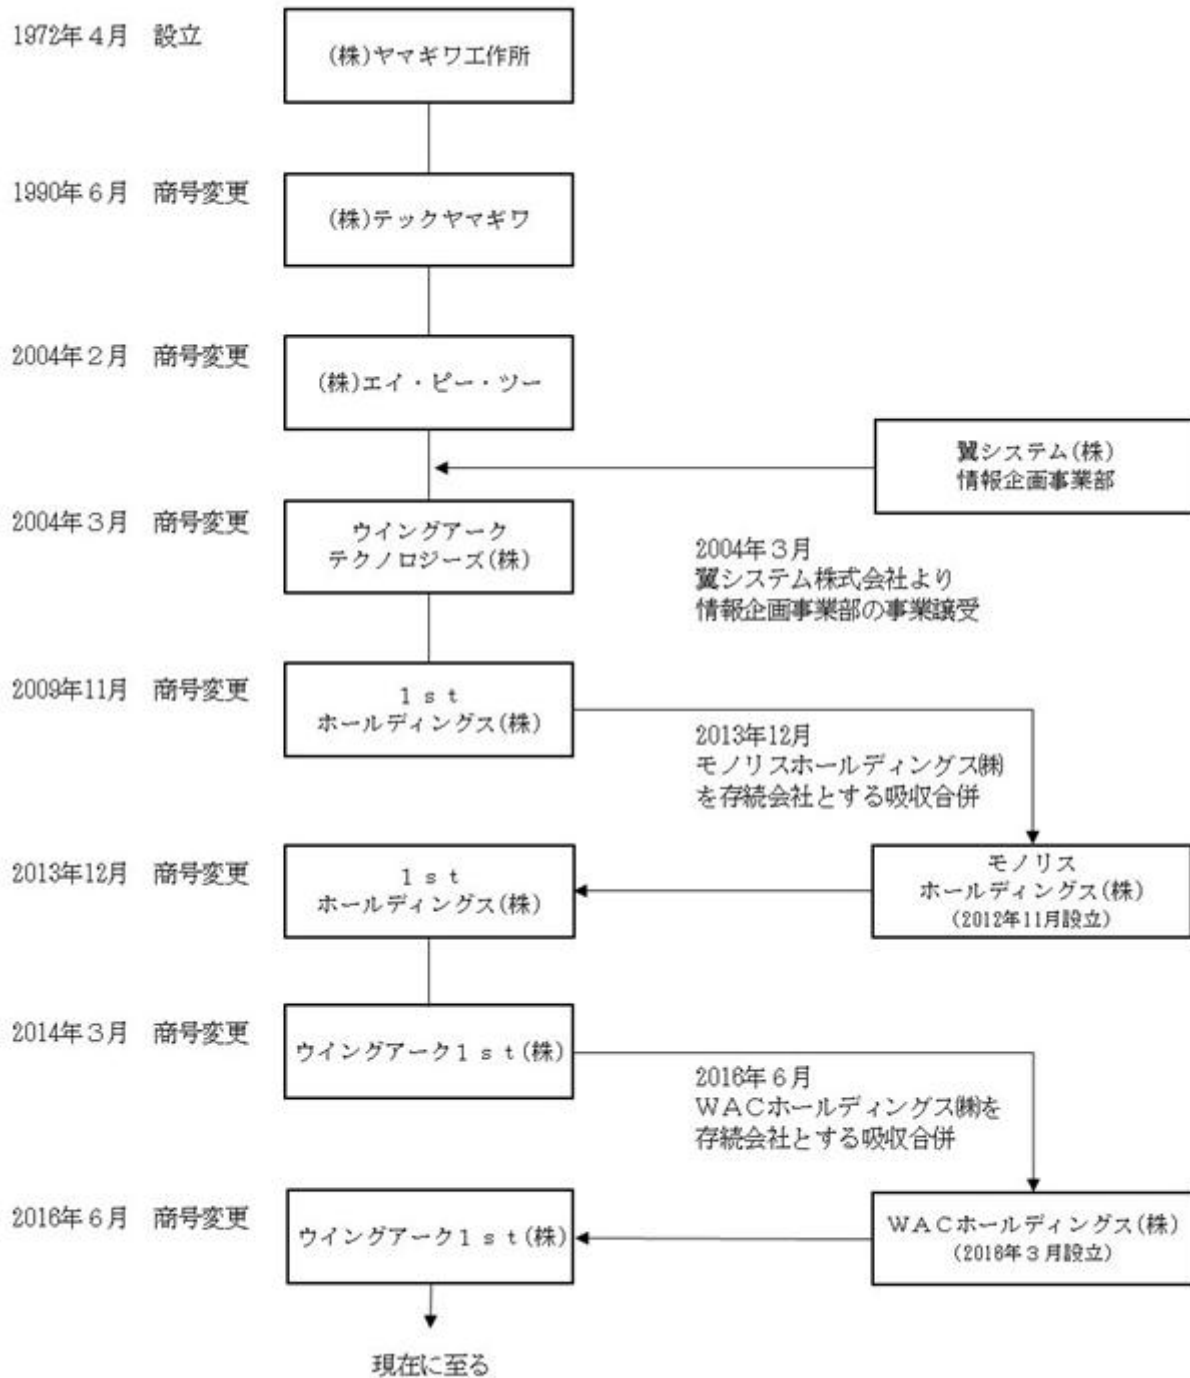 1972年４月　設立
(株)ヤマギワ工作所
1990年６月　商号変更
(株)テックヤマギワ
2004年２月　商号変更
(株)エイ・ピー・ツー
翼システム(株)
情報企画事業部
2004年３月　商号変更
ウイングアーク
テクノロジーズ(株)
2004年３月
翼システム株式会社より
情報企画事業部の事業譲受
2009年11月　商号変更
１ｓｔ
ホールディングス(株)
2013年12月
モノリスホールディングス㈱
を存続会社とする吸収合併
2013年12月　商号変更
１ｓｔ
ホールディングス(株)
モノリス
ホールディングス(株)
(2012年11月設立)
2014年３月　商号変更
ウイングアーク１ｓｔ(株)
2016年６月
ＷＡＣホールディングス㈱を
存続会社とする吸収合併
2016年６月　商号変更
ウイングアーク１ｓｔ(株)
ＷＡＣホールディングス(株)
(2016年３月設立)
現在に至る